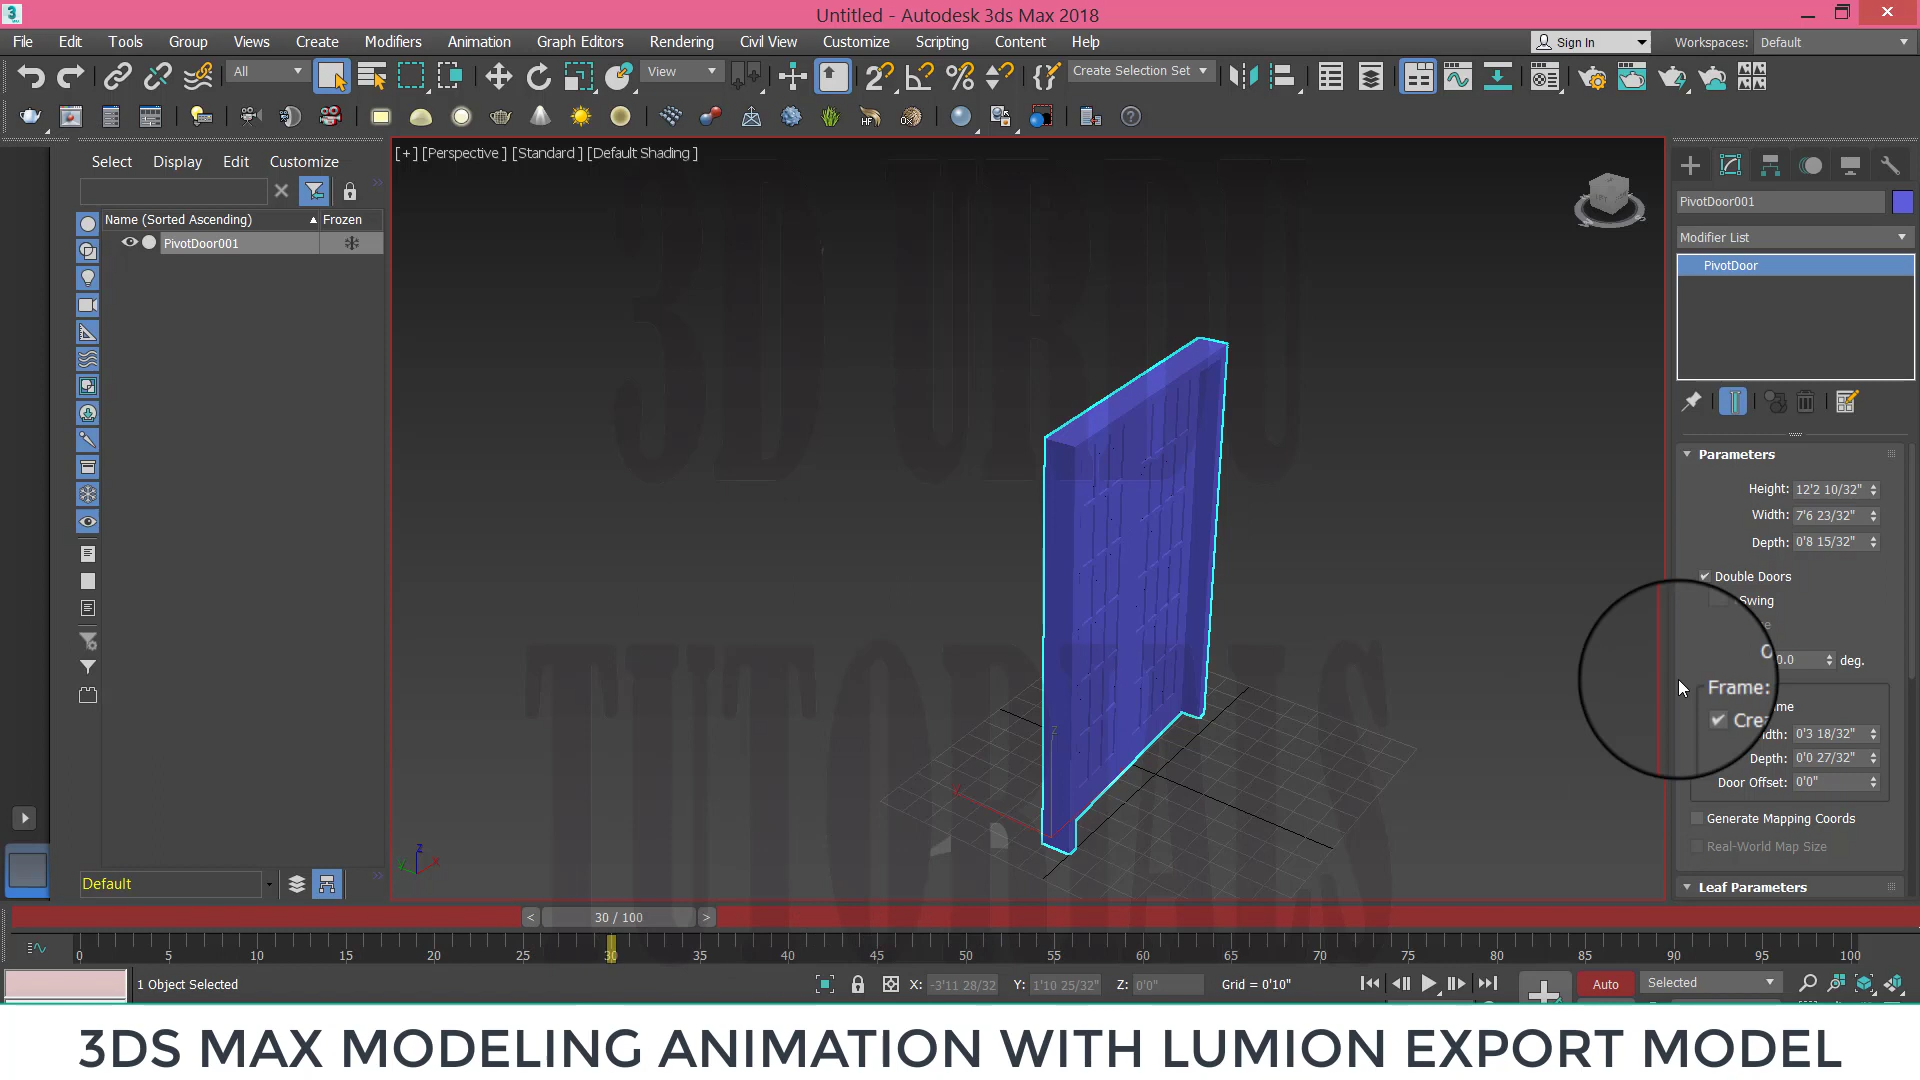 Untitled - Autodesk 3ds Max 2018
File Edit Tools Group Views Create Modifiers Animation Graph Editors Rendering Civil View Customize Scripting Content Help Sign In Workspaces: Default
All View Create Selection Set
HF
Select Display Edit Customize
[+] [Perspective] [Standard] [Default Shading]
PivotDoor001
Name (Sorted Ascending) Frozen
Modifier List
PivotDoor001
PivotDoor
3D
TUTORIALS
Parameters
Height: 12'2 10/32"
Width: 7'6 23/32"
Depth: 0'8 15/32"
Double Doors
Swing
0.0 deg.
Frame:
0'3 18/32"
Depth: 0'0 27/32"
Door Offset: 0'0"
Generate Mapping Coords
Real-World Map Size
Leaf Parameters
z
x
z
y
x
Default
< 30 / 100 >
0 5 10 15 20 25 30 35 40 45 50 55 60 65 70 75 80 85 90 95 100
1 Object Selected X: -3'11 28/32 Y: 1'10 25/32" Z: 0'0" Grid = 0'10" Auto Selected
3DS MAX MODELING ANIMATION WITH LUMION EXPORT MODEL